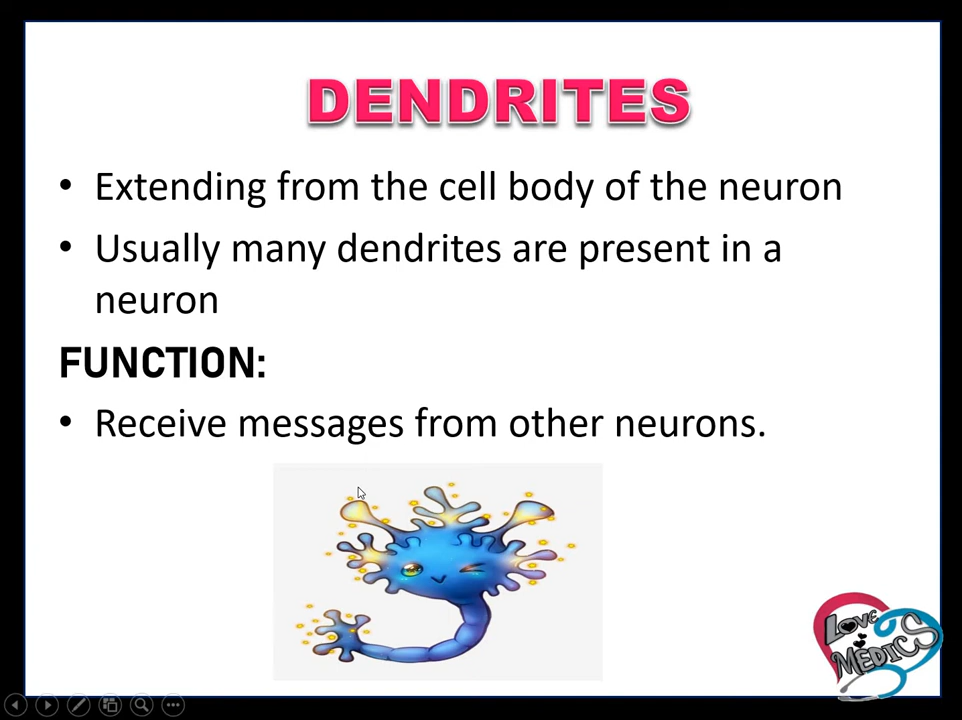 DENDRITES
• Extending from the cell body of the neuron
• Usually many dendrites are present in a
neuron
FUNCTION:
• Receive messages from other neurons.
LOVE
MEDICS